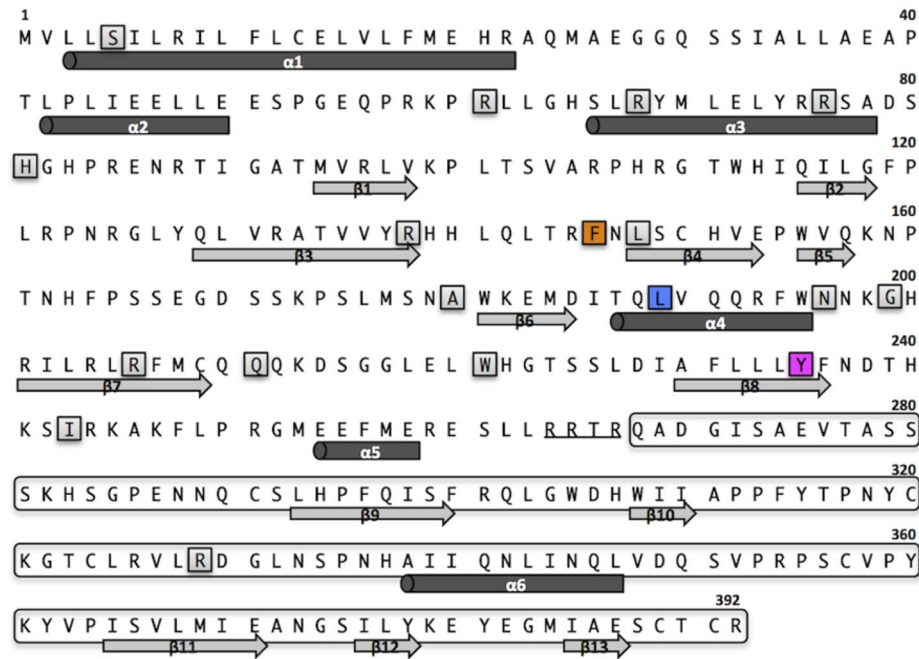 1 40
M V L L S I L R I L F L C E L V L F M E H R A Q M A E G G Q S S I A L L A E A P
α1
80
T L P L I E E L L E E S P G E Q P R K P R L L G H S L R Y M L E L Y R R S A D S
α2 α3
120
H G H P R E N R T I G A T M V R L V K P L T S V A R P H R G T W H I Q I L G F P
β1 β2
160
L R P N R G L Y Q L V R A T V V Y R H H L Q L T R F N L S C H V E P W V Q K N P
β3 β4 β5
200
T N H F P S S E G D S S K P S L M S N A W K E M D I T Q L V Q Q R F W N N K G H
β6 α4
240
R I L R L R F M C Q Q Q K D S G G L E L W H G T S S L D I A F L L L Y F N D T H
β7 β8
280
K S I R K A K F L P R G M E E F M E R E S L L R R T R Q A D G I S A E V T A S S
α5
320
S K H S G P E N N Q C S L H P F Q I S F R Q L G W D H W I I A P P F Y T P N Y C
β9 β10
360
K G T C L R V L R D G L N S P N H A I I Q N L I N Q L V D Q S V P R P S C V P Y
α6
392
K Y V P I S V L M I E A N G S I L Y K E Y E G M I A E S C T C R
β11 β12 β13